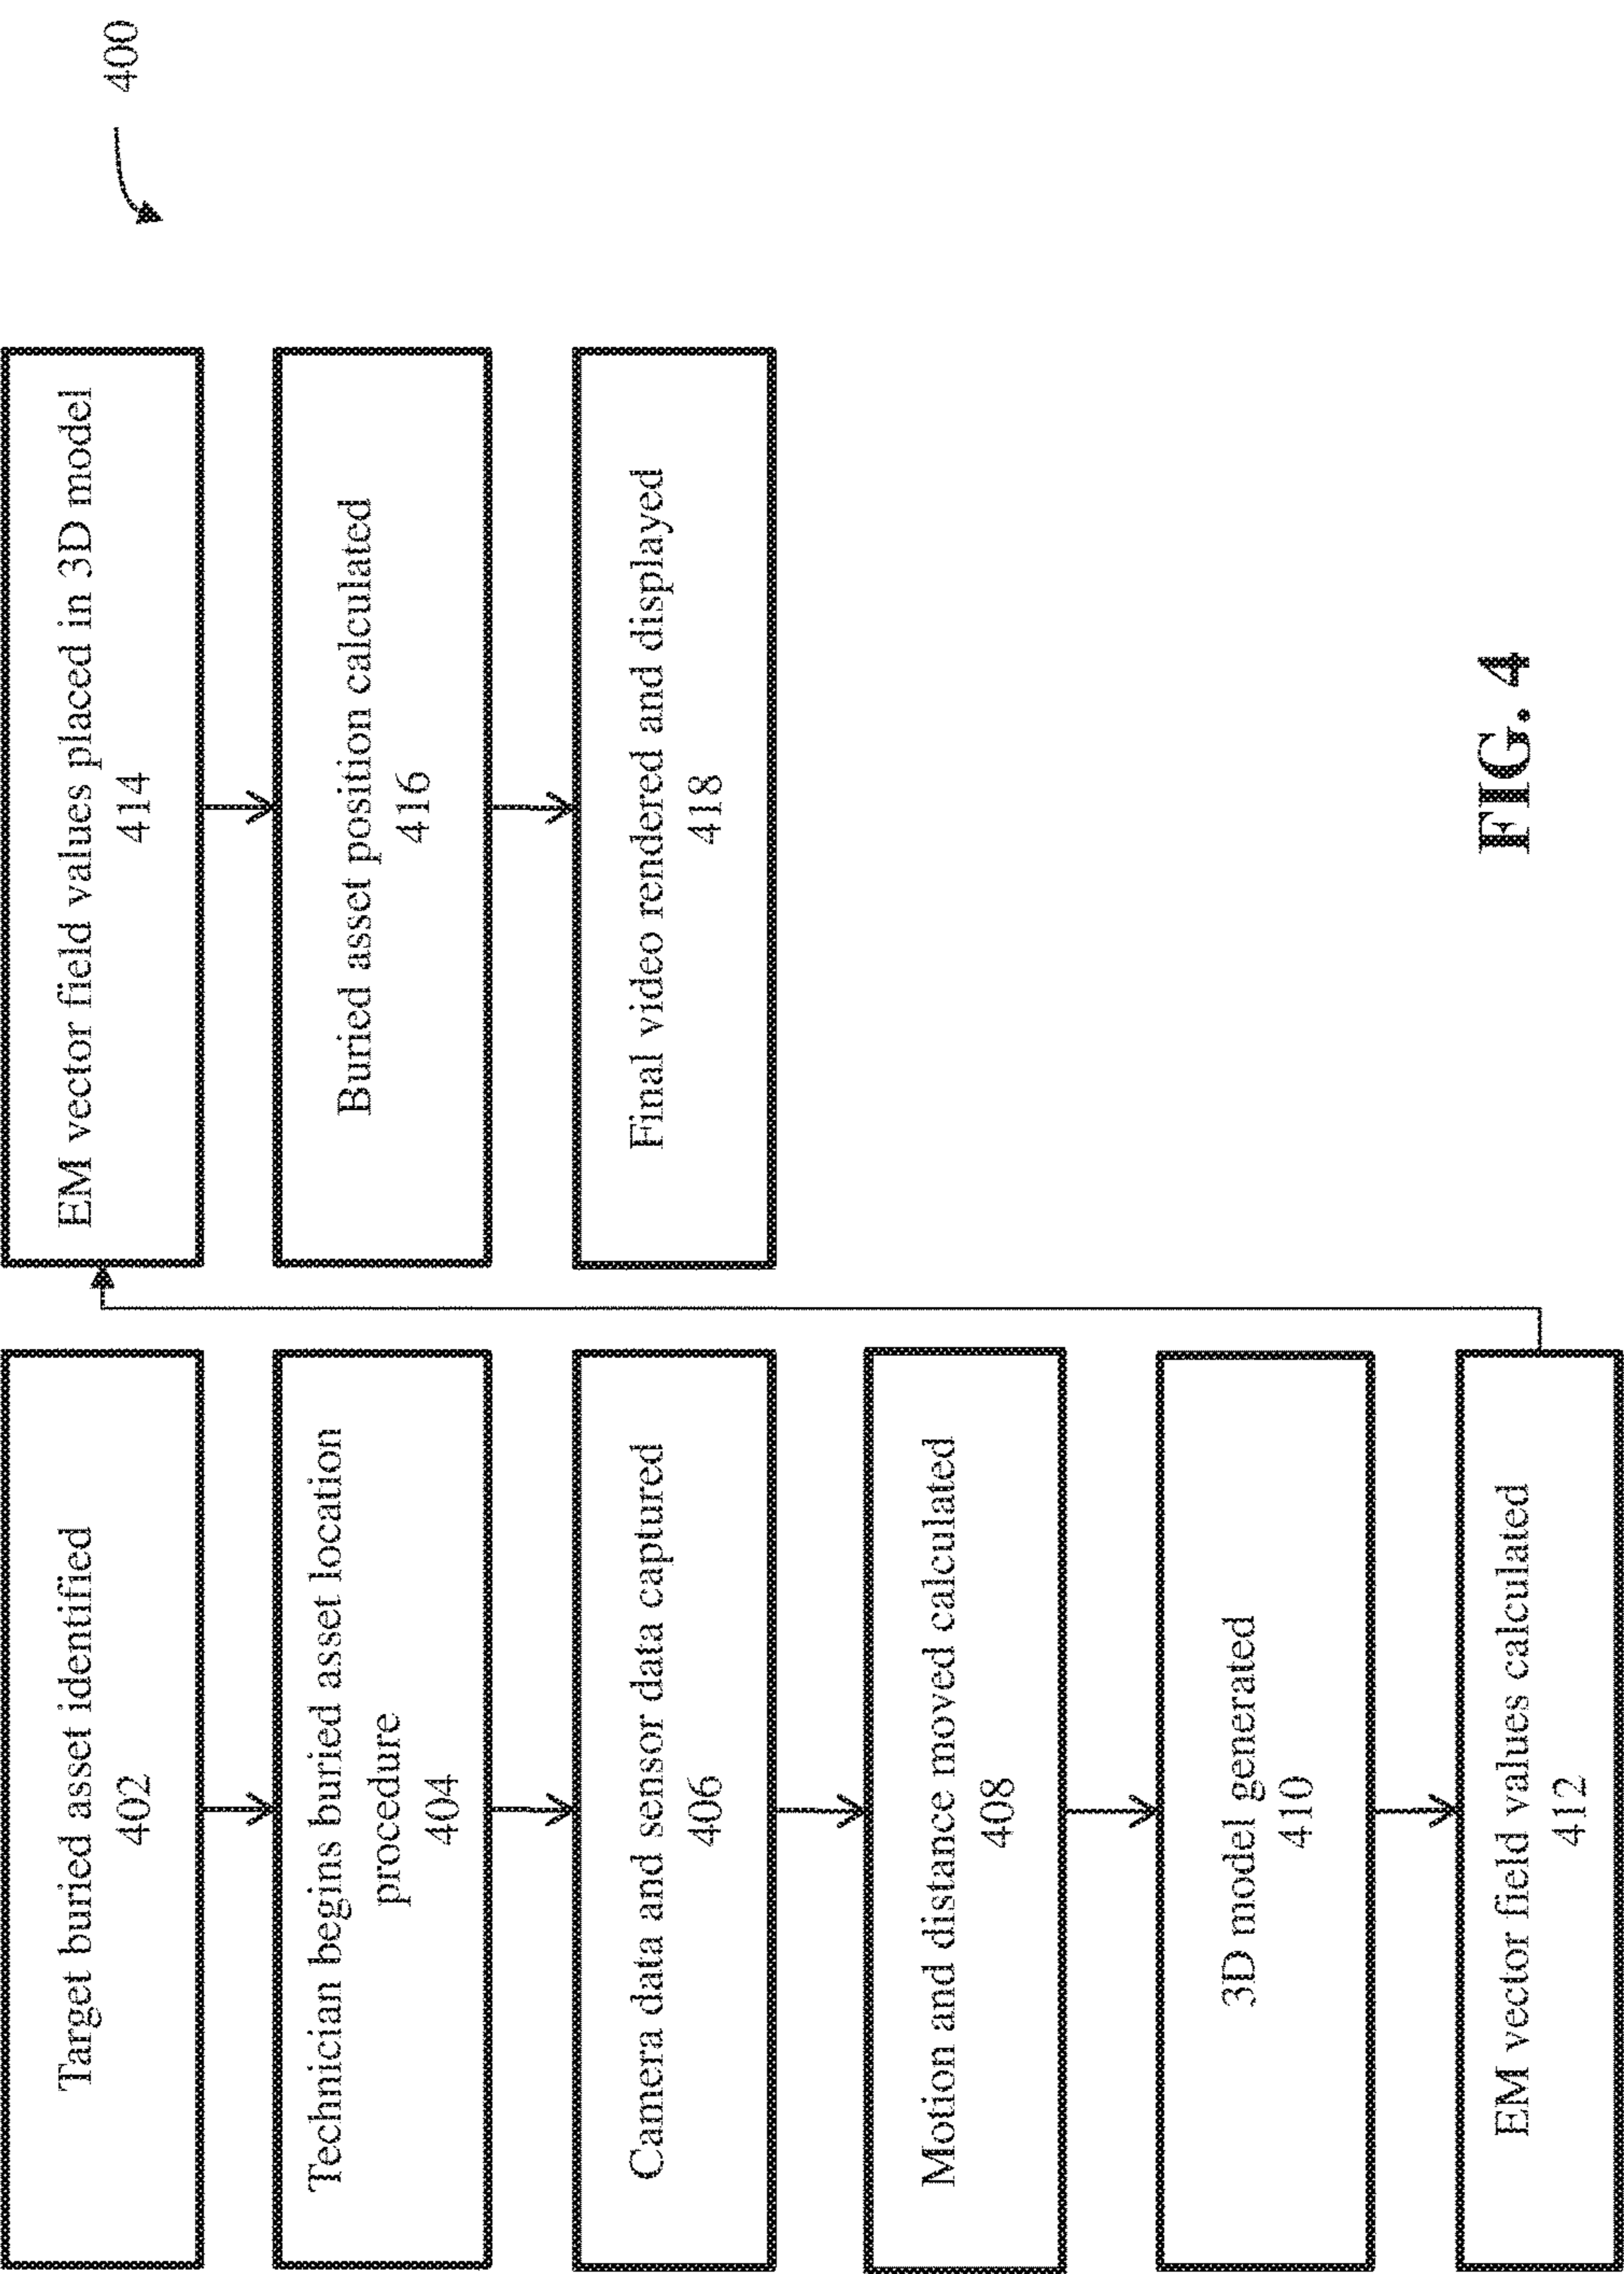 400
Target buried asset identified
402
Technician begins buried asset location
procedure
404
Camera data and sensor data captured
406
Motion and distance moved calculated
408
3D model generated
410
EM vector field values calculated
412
EM vector field values placed in 3D model
414
Buried asset position calculated
416
Final video rendered and displayed
418
FIG. 4